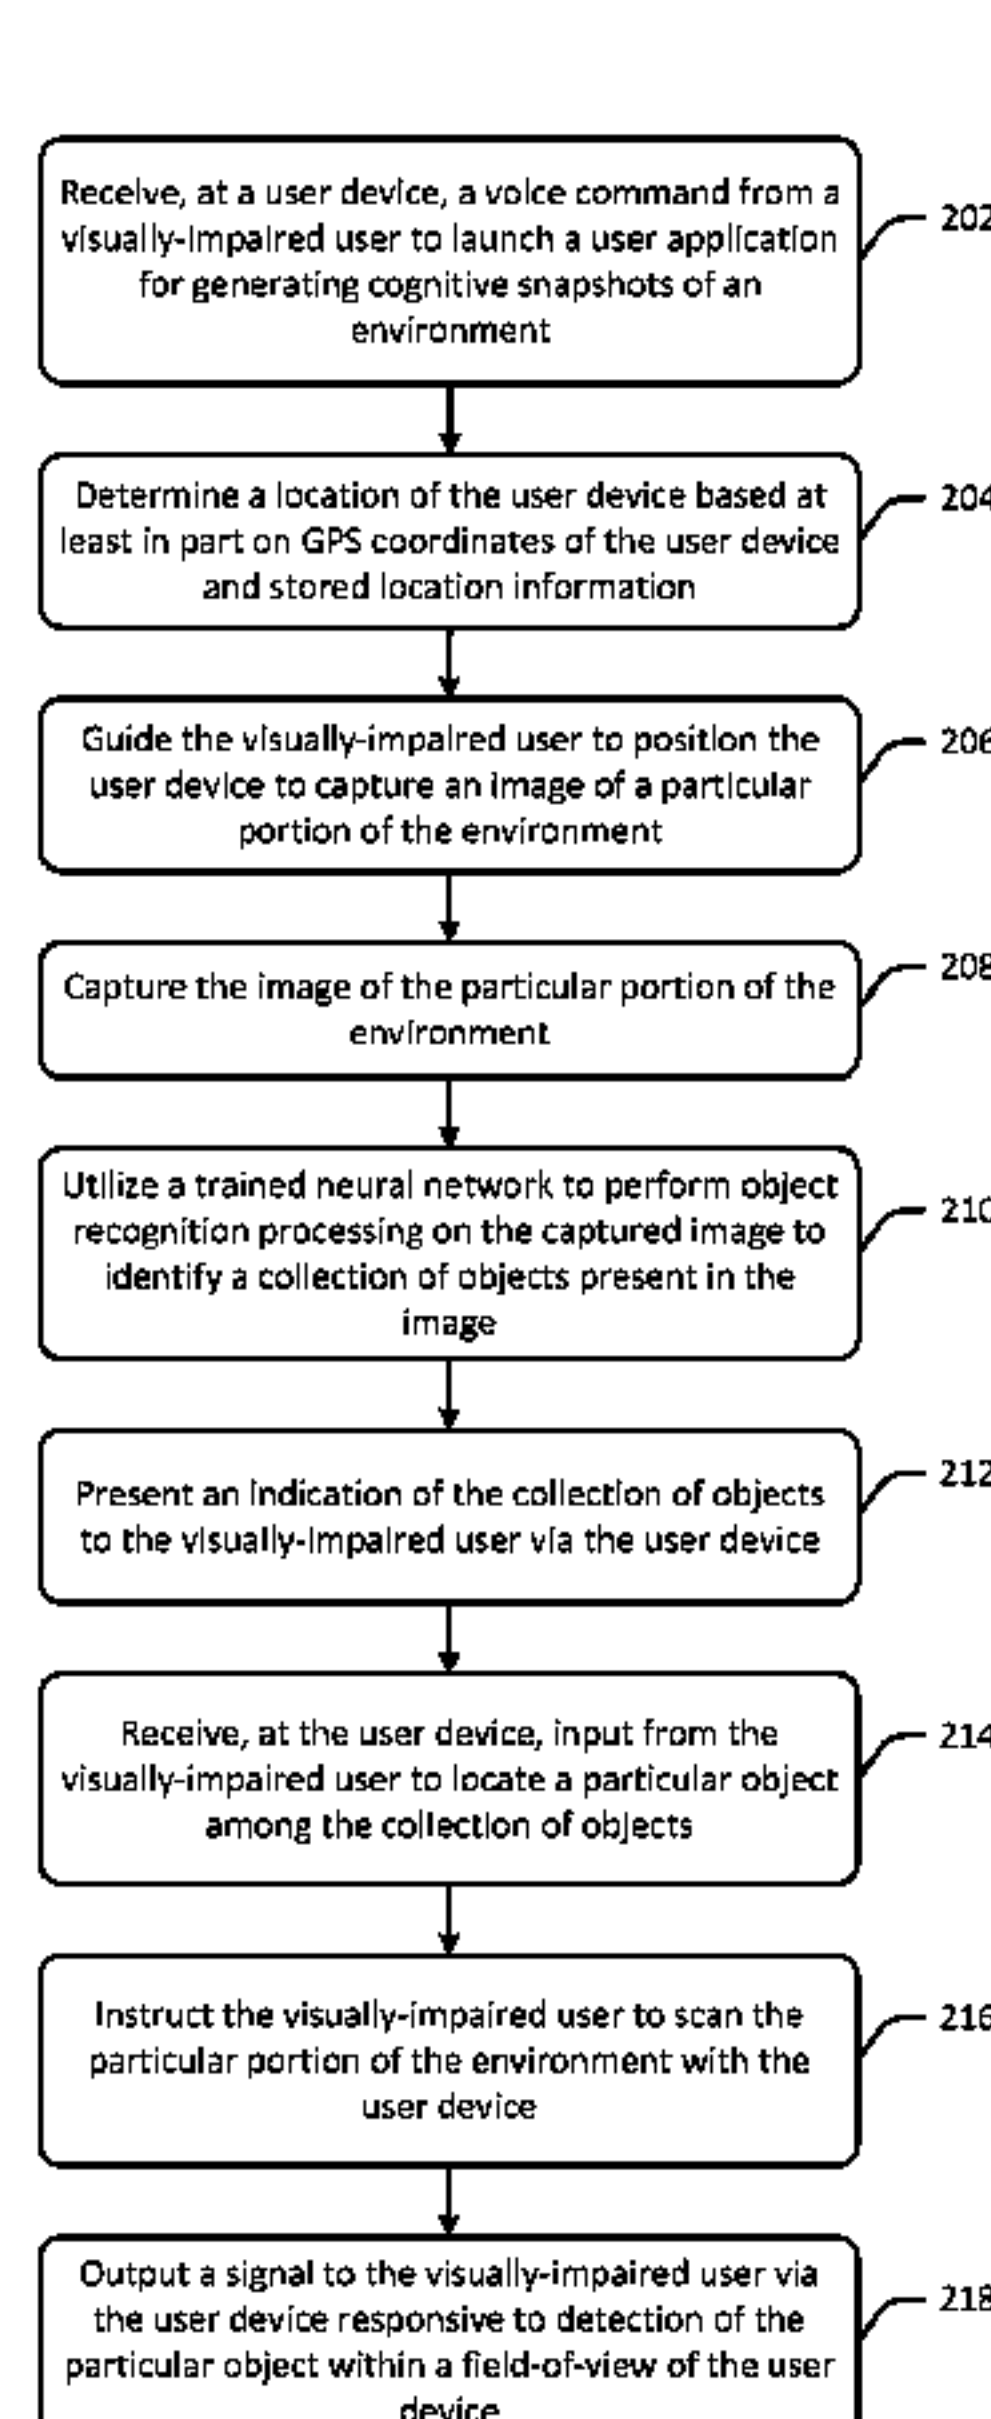 Receive, at a user device, a voice command from a
visually-impaired user to launch a user application
for generating cognitive snapshots of an
environment
202
Determine a location of the user device based at
least in part on GPS coordinates of the user device
and stored location information
204
Guide the visually-impaired user to position the
user device to capture an image of a particular
portion of the environment
206
Capture the image of the particular portion of the
environment
208
Utilize a trained neural network to perform object
recognition processing on the captured image to
identify a collection of objects present in the
image
210
Present an indication of the collection of objects
to the visually-impaired user via the user device
212
Receive, at the user device, input from the
visually-impaired user to locate a particular object
among the collection of objects
214
Instruct the visually-impaired user to scan the
particular portion of the environment with the
user device
216
Output a signal to the visually-impaired user via
the user device responsive to detection of the
particular object within a field-of-view of the user
device
218